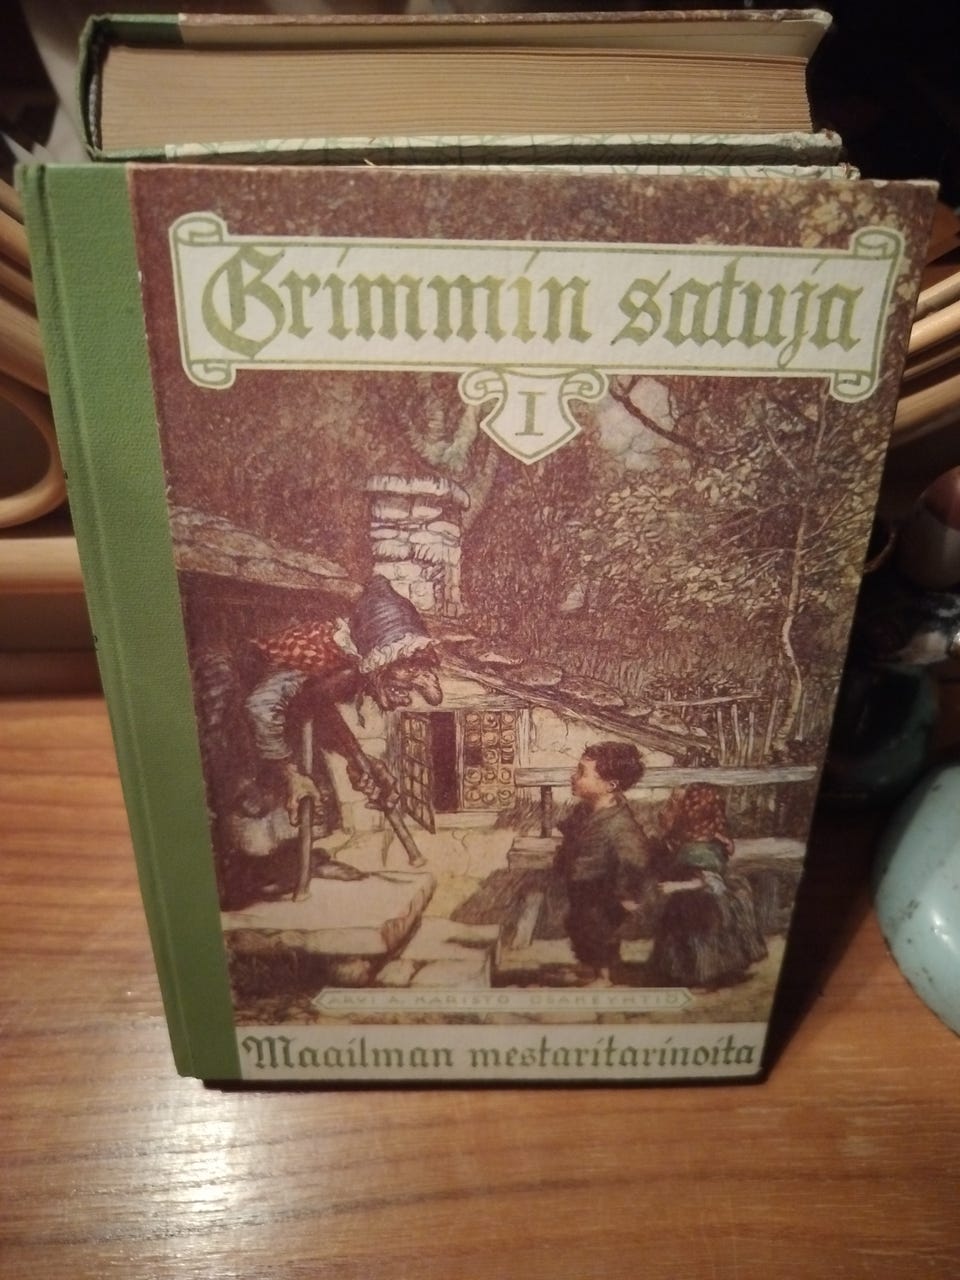 Grimmin satuja
I
ARVI A. KARISTO OSAKEYHTIÖ
Maailman mestaritarinoita